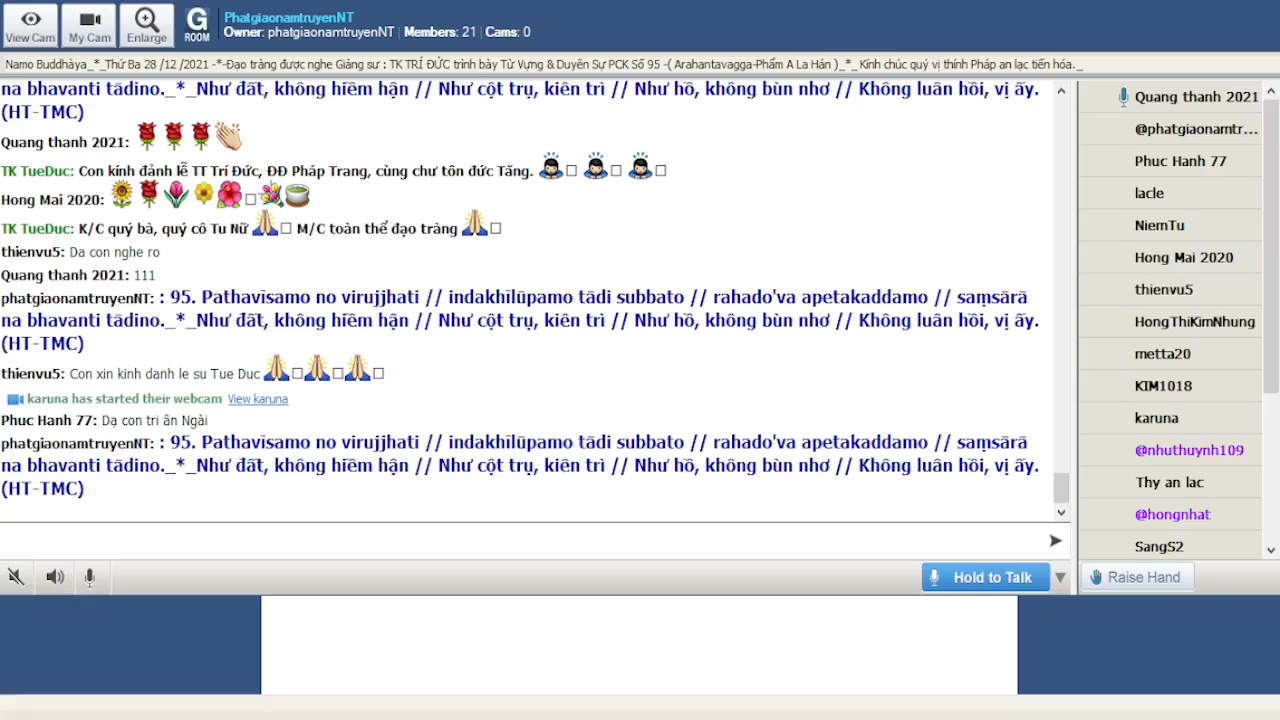 View Cam
My Cam
Enlarge
G
ROOM
PhatgiaonamtruyenNT
Owner: phatgiaonamtruyenNT | Members: 21 | Cams: 0
Namo Buddhàya_*_Thứ Ba 28 /12 /2021 -*-Đạo tràng được nghe Giảng sư : TK TRÍ ĐỨC trình bày Từ Vựng & Duyên Sự PCK Số 95 -( Arahantavagga-Phẩm A La Hán )_*_ Kính chúc quý vị thính Pháp an lạc tiến hóa._
na bhavanti tādino._*_Như đất, không hiềm hận // Như cột trụ, kiên trì // Như hồ, không bùn nhơ // Không luân hồi, vị ấy.
(HT-TMC)
Quang thanh 2021:
TK TueDuc: Con kính đảnh lễ TT Trí Đức, ĐĐ Pháp Trang, cùng chư tôn đức Tăng.
Hong Mai 2020:
TK TueDuc: K/C quý bà, quý cô Tu Nữ M/C toàn thể đạo tràng
thienvu5: Da con nghe ro
Quang thanh 2021: 111
phatgiaonamtruyenNT: : 95. Pathavīsamo no virujjhati // indakhīlūpamo tādi subbato // rahado'va apetakaddamo // saṃsārā
na bhavanti tādino._*_Như đất, không hiềm hận // Như cột trụ, kiên trì // Như hồ, không bùn nhơ // Không luân hồi, vị ấy.
(HT-TMC)
thienvu5: Con xin kinh danh le su Tue Duc
karuna has started their webcam View karuna
Phuc Hanh 77: Dạ con tri ân Ngài
phatgiaonamtruyenNT: : 95. Pathavīsamo no virujjhati // indakhīlūpamo tādi subbato // rahado'va apetakaddamo // saṃsārā
na bhavanti tādino._*_Như đất, không hiềm hận // Như cột trụ, kiên trì // Như hồ, không bùn nhơ // Không luân hồi, vị ấy.
(HT-TMC)
Hold to Talk
Quang thanh 2021
@phatgiaonamtr...
Phuc Hanh 77
lacle
NiemTu
Hong Mai 2020
thienvu5
HongThiKimNhung
metta20
KIM1018
karuna
@nhuthuynh109
Thy an lac
@hongnhat
SangS2
Raise Hand